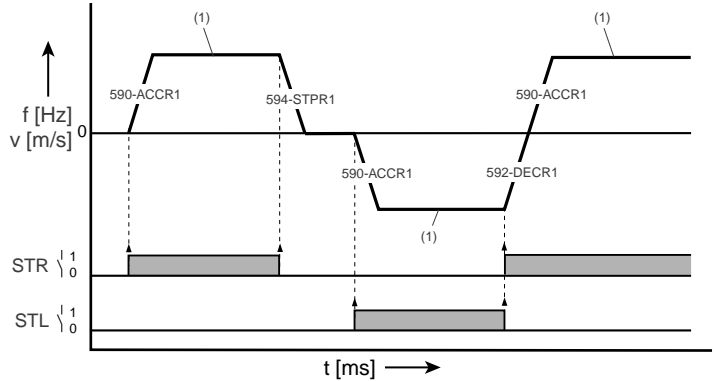 (1) (1)
590-ACCR1 594-STPR1 590-ACCR1
f [Hz]
v [m/s] 0
590-ACCR1 592-DECR1
(1)
STR 1
0
STL 1
0
t [ms]